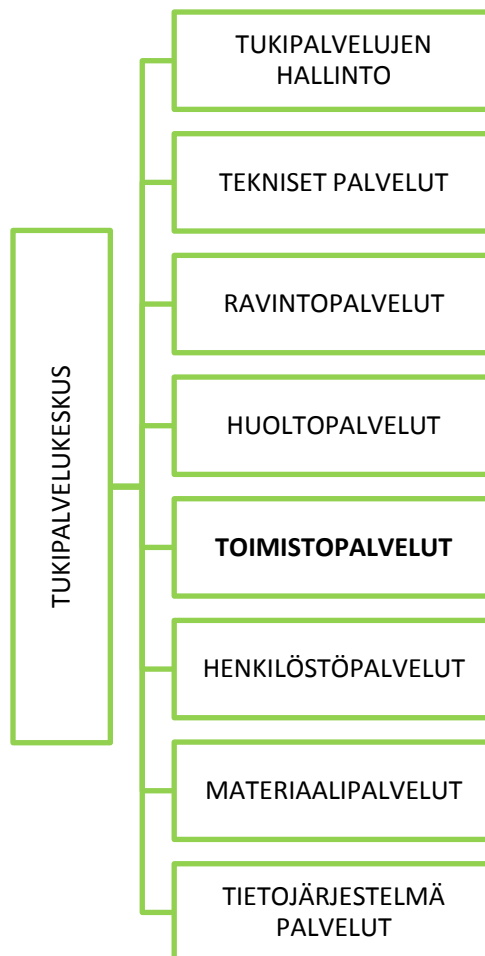 TUKIPALVELUKESKUS
TUKIPALVELUJEN
HALLINTO
TEKNISET PALVELUT
RAVINTOPALVELUT
HUOLTOPALVELUT
TOIMISTOPALVELUT
HENKILÖSTÖPALVELUT
MATERIAALIPALVELUT
TIETOJÄRJESTELMÄ
PALVELUT